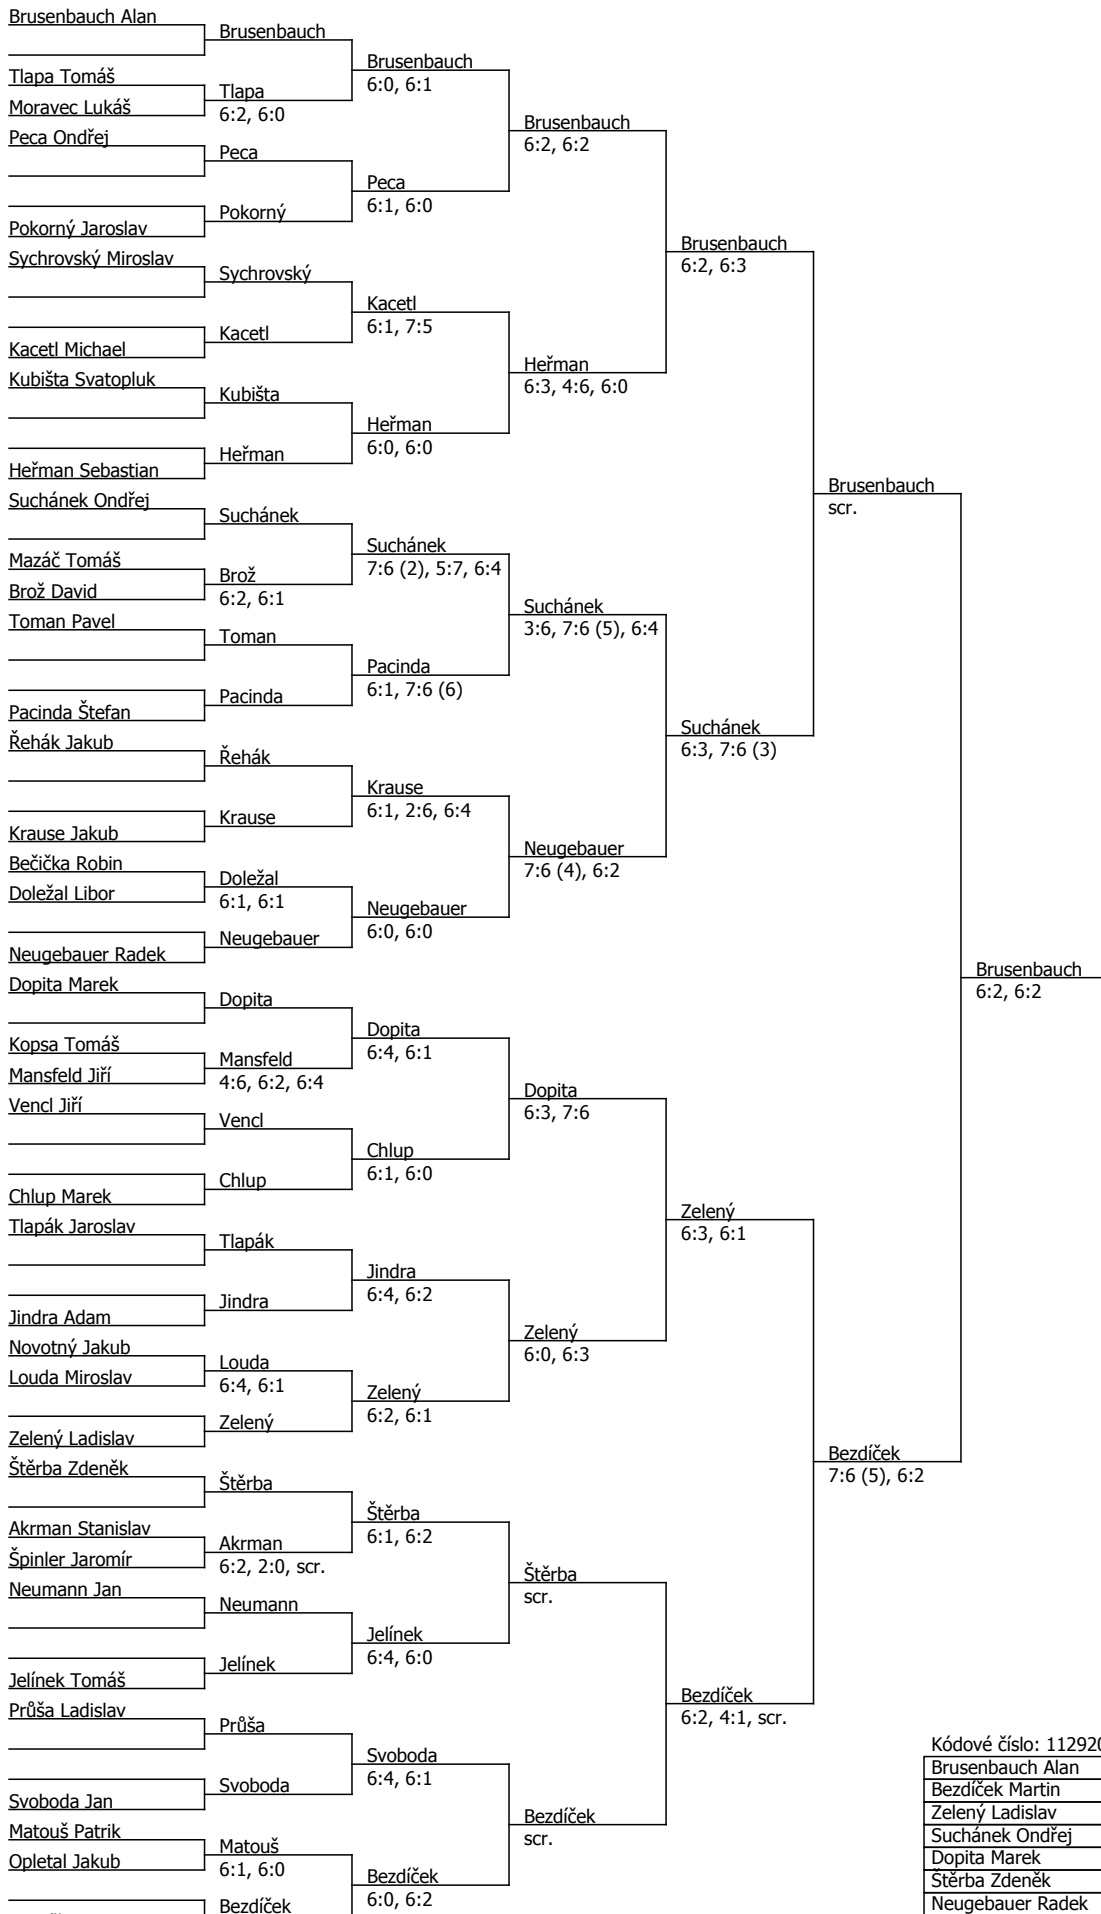 Brusenbauch Alan
Brusenbauch
Brusenbauch
6:0, 6:1
Tlapa Tomáš
Tlapa
Moravec Lukáš
6:2, 6:0
Brusenbauch
6:2, 6:2
Peca Ondřej
Peca
Peca
6:1, 6:0
Pokorný
Pokorný Jaroslav
Brusenbauch
6:2, 6:3
Sychrovský Miroslav
Sychrovský
Kacetl
6:1, 7:5
Kacetl
Kacetl Michael
Heřman
6:3, 4:6, 6:0
Kubišta Svatopluk
Kubišta
Heřman
6:0, 6:0
Heřman
Heřman Sebastian
Brusenbauch
scr.
Suchánek Ondřej
Suchánek
Suchánek
7:6 (2), 5:7, 6:4
Mazáč Tomáš
Brož
Brož David
6:2, 6:1
Suchánek
3:6, 7:6 (5), 6:4
Toman Pavel
Toman
Pacinda
6:1, 7:6 (6)
Pacinda
Pacinda Štefan
Suchánek
6:3, 7:6 (3)
Řehák Jakub
Řehák
Krause
6:1, 2:6, 6:4
Krause
Krause Jakub
Neugebauer
7:6 (4), 6:2
Bečička Robin
Doležal
Doležal Libor
6:1, 6:1
Neugebauer
6:0, 6:0
Neugebauer
Neugebauer Radek
Brusenbauch
6:2, 6:2
Dopita Marek
Dopita
Dopita
6:4, 6:1
Kopsa Tomáš
Mansfeld
Mansfeld Jiří
4:6, 6:2, 6:4
Dopita
6:3, 7:6
Vencl Jiří
Vencl
Chlup
6:1, 6:0
Chlup
Chlup Marek
Zelený
6:3, 6:1
Tlapák Jaroslav
Tlapák
Jindra
6:4, 6:2
Jindra
Jindra Adam
Zelený
6:0, 6:3
Novotný Jakub
Louda
Louda Miroslav
6:4, 6:1
Zelený
6:2, 6:1
Zelený
Zelený Ladislav
Bezdíček
7:6 (5), 6:2
Štěrba Zdeněk
Štěrba
Štěrba
6:1, 6:2
Akrman Stanislav
Akrman
Špinler Jaromír
6:2, 2:0, scr.
Štěrba
scr.
Neumann Jan
Neumann
Jelínek
6:4, 6:0
Jelínek
Jelínek Tomáš
Bezdíček
6:2, 4:1, scr.
Průša Ladislav
Průša
Svoboda
6:4, 6:1
Svoboda
Svoboda Jan
Bezdíček
scr.
Matouš Patrik
Matouš
Opletal Jakub
6:1, 6:0
Bezdíček
6:0, 6:2
Bezdíček
Kódové číslo: 11292
Brusenbauch Alan
Bezdíček Martin
Zelený Ladislav
Suchánek Ondřej
Dopita Marek
Štěrba Zdeněk
Neugebauer Radek